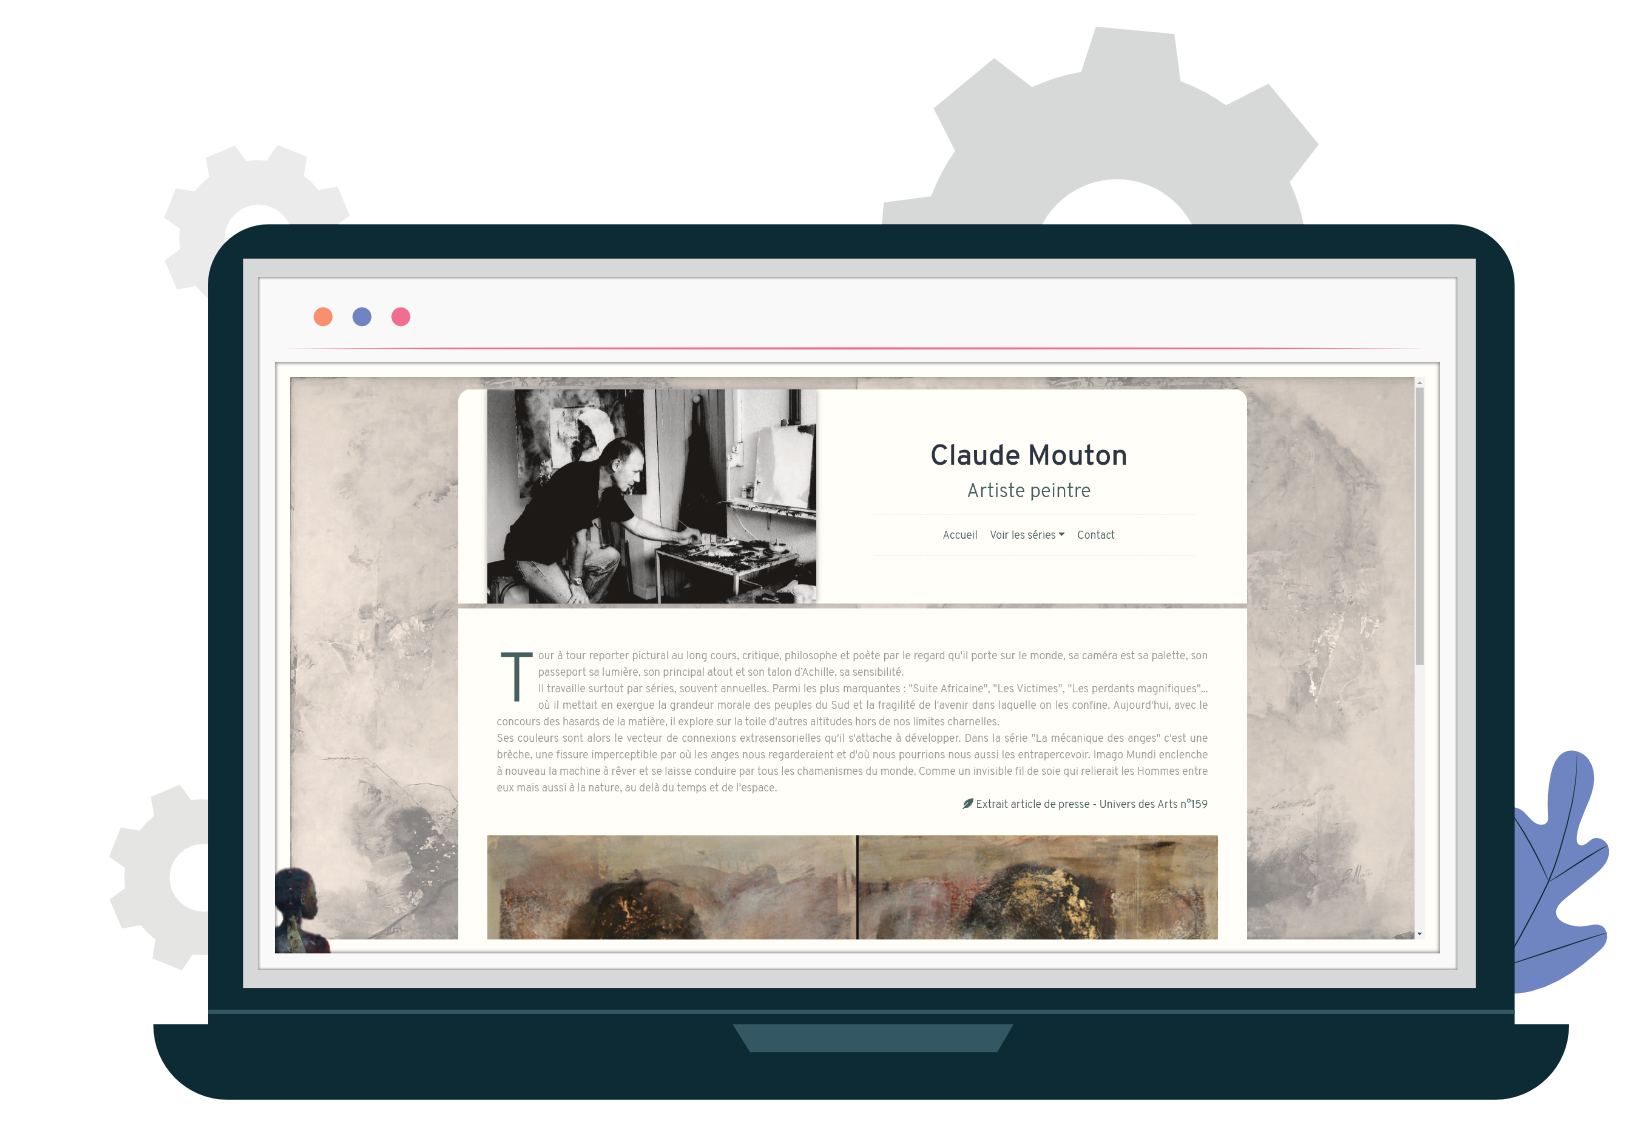 Claude Mouton
Artiste peintre
Accueil Voir les séries Contact
Tour à tour reporter pictural au long cours, critique, philosophe et poète par le regard qu'il porte sur le monde, sa caméra est sa palette, son
passeport sa lumière, son principal atout et son talon d'Achille, sa sensibilité.
Il travaille surtout par séries, souvent annuelles. Parmi les plus marquantes : "Suite Africaine", "Les Victimes", "Les perdants magnifiques"...
où il mettait en exergue la grandeur morale des peuples du Sud et la fragilité de l'avenir dans laquelle on les confine. Aujourd'hui, avec le
concours des hasards de la matière, il explore sur la toile d'autres altitudes hors de nos limites charnelles.
Ses couleurs sont alors le vecteur de connexions extrasensorielles qu'il s'attache à développer. Dans la série "La mécanique des anges" c'est une
brèche, une fissure imperceptible par où les anges nous regarderaient et d'où nous pourrions nous aussi les entrapercevoir. Imago Mundi enclenche
à nouveau la machine à rêver et se laisse conduire par tous les chamanismes du monde. Comme un invisible fil de soie qui relierait les Hommes entre
eux mais aussi à la nature, au delà du temps et de l'espace.
Extrait article de presse - Univers des Arts n°159